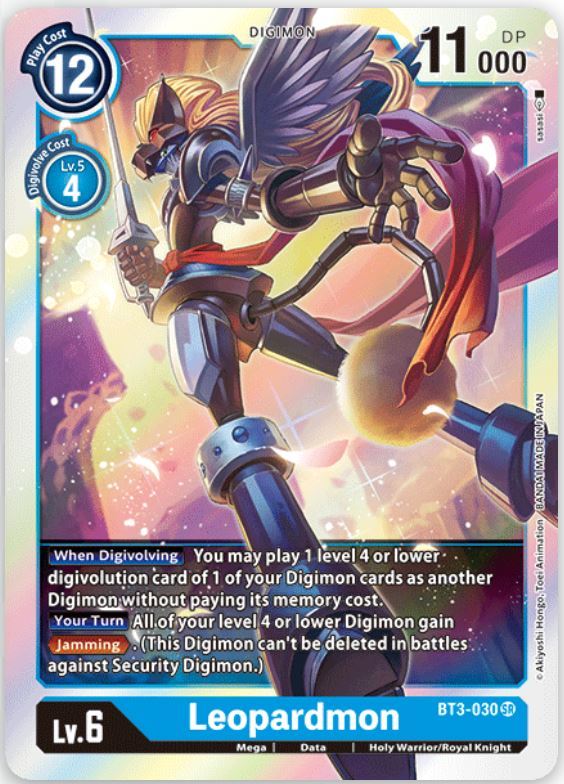 DIGIMON
Play Cost
12
DP
11000
Digivolve Cost
Lv.5
4
sasasi
When Digivolving You may play 1 level 4 or lower
digivolution card of 1 of your Digimon cards as another
Digimon without paying its memory cost.
Your Turn All of your level 4 or lower Digimon gain
Jamming . (This Digimon can't be deleted in battles
against Security Digimon.)
© Akiyoshi Hongo, Toei Animation BANDAI MADE IN JAPAN
BT3-030 SR
Lv.6
Leopardmon
Mega | Data | Holy Warrior/Royal Knight